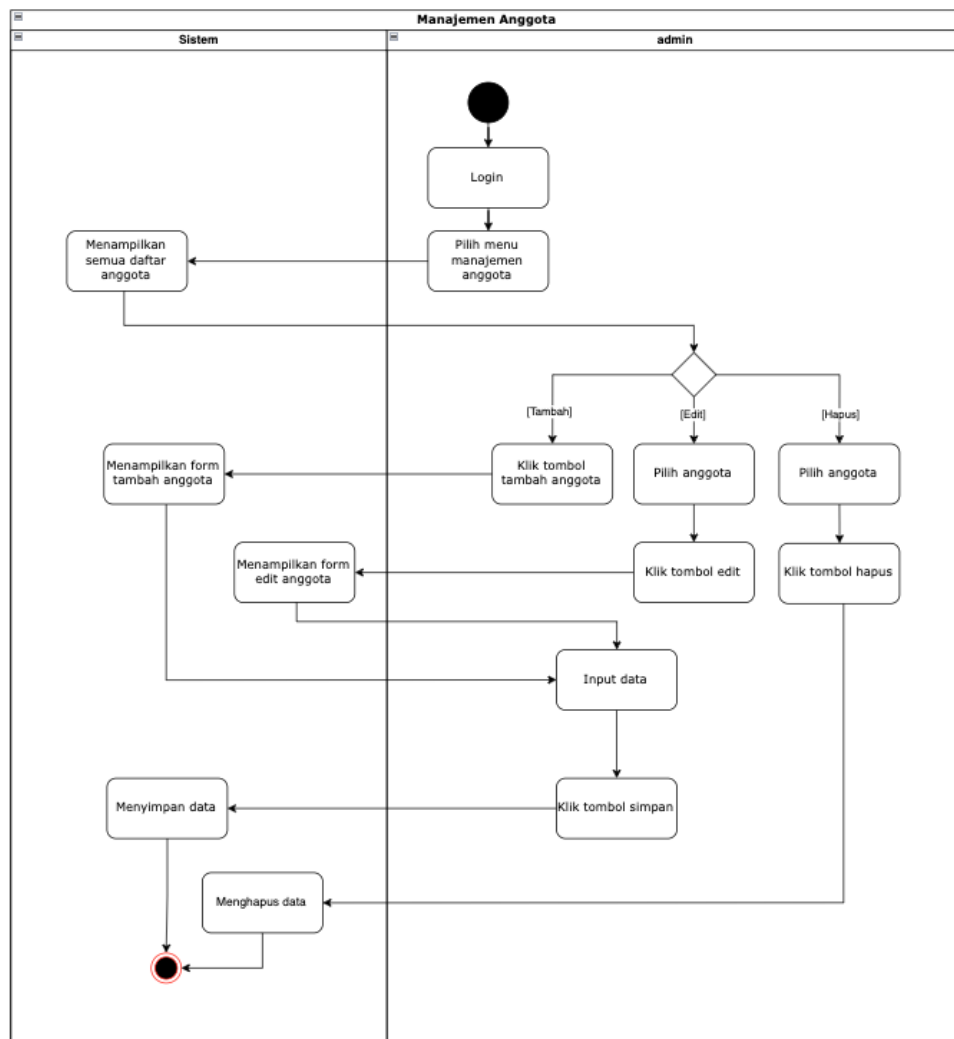 Manajemen Anggota
Sistem
admin
Login
Menampilkan
semua daftar
anggota
Pilih menu
manajemen
anggota
[Tambah]
[Edit]
[Hapus]
Menampilkan form
tambah anggota
Klik tombol
tambah anggota
Pilih anggota
Pilih anggota
Menampilkan form
edit anggota
Klik tombol edit
Klik tombol hapus
Input data
Menyimpan data
Klik tombol simpan
Menghapus data